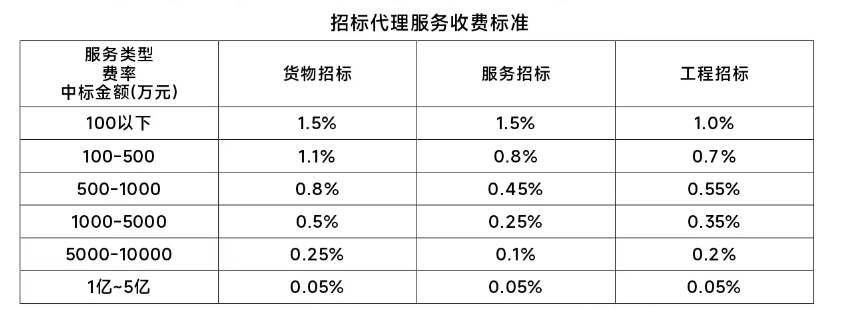 招标代理服务收费标准
服务类型
费率
中标金额(万元)
货物招标
服务招标
工程招标
100以下
1.5%
1.5%
1.0%
100-500
1.1%
0.8%
0.7%
500-1000
0.8%
0.45%
0.55%
1000-5000
0.5%
0.25%
0.35%
5000-10000
0.25%
0.1%
0.2%
1亿~5亿
0.05%
0.05%
0.05%